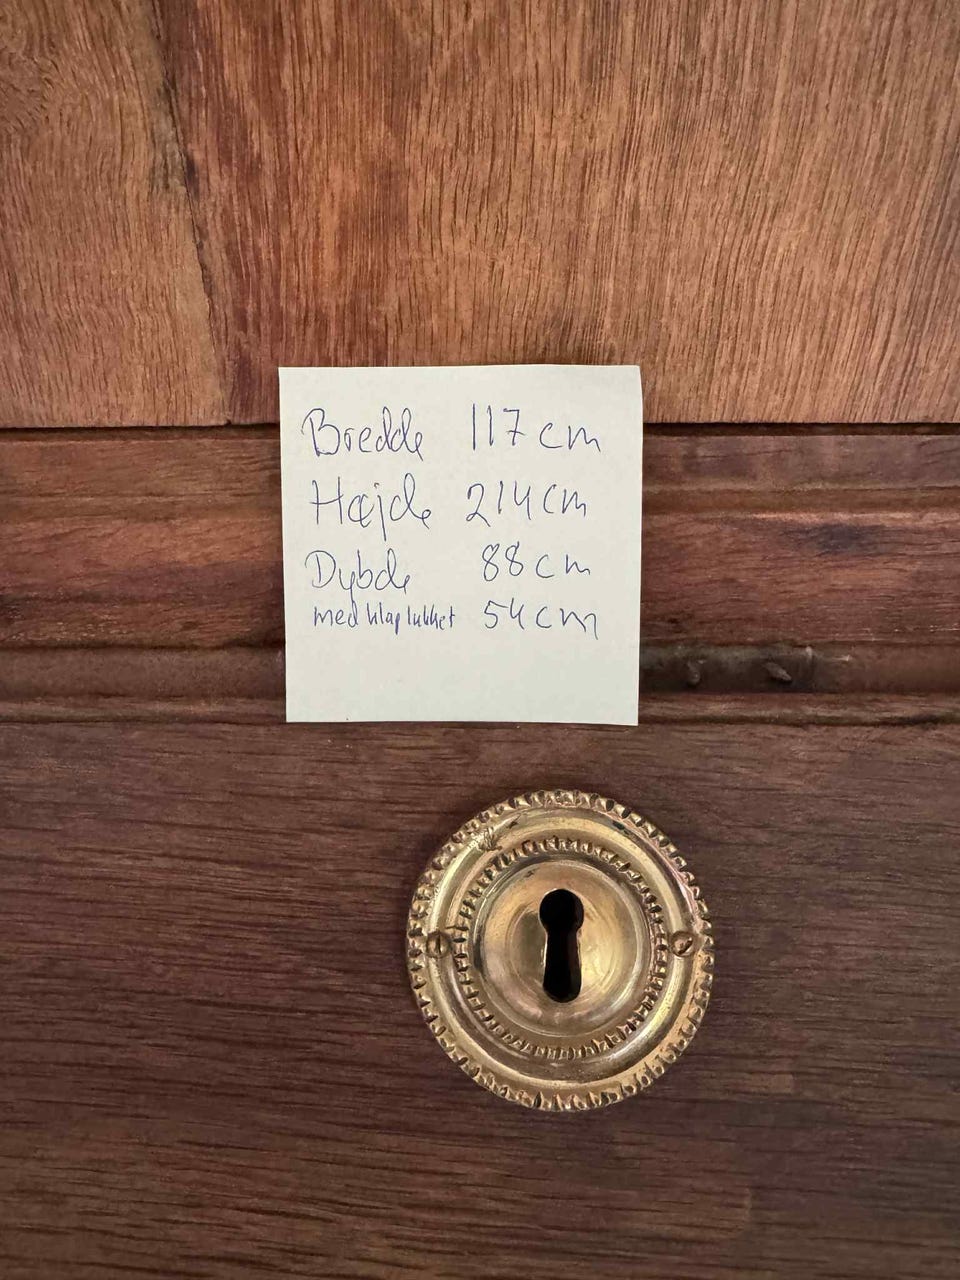 Bredde 117 cm
Højde 214 cm
Dybde 88 cm
med klap lukket 54 cm